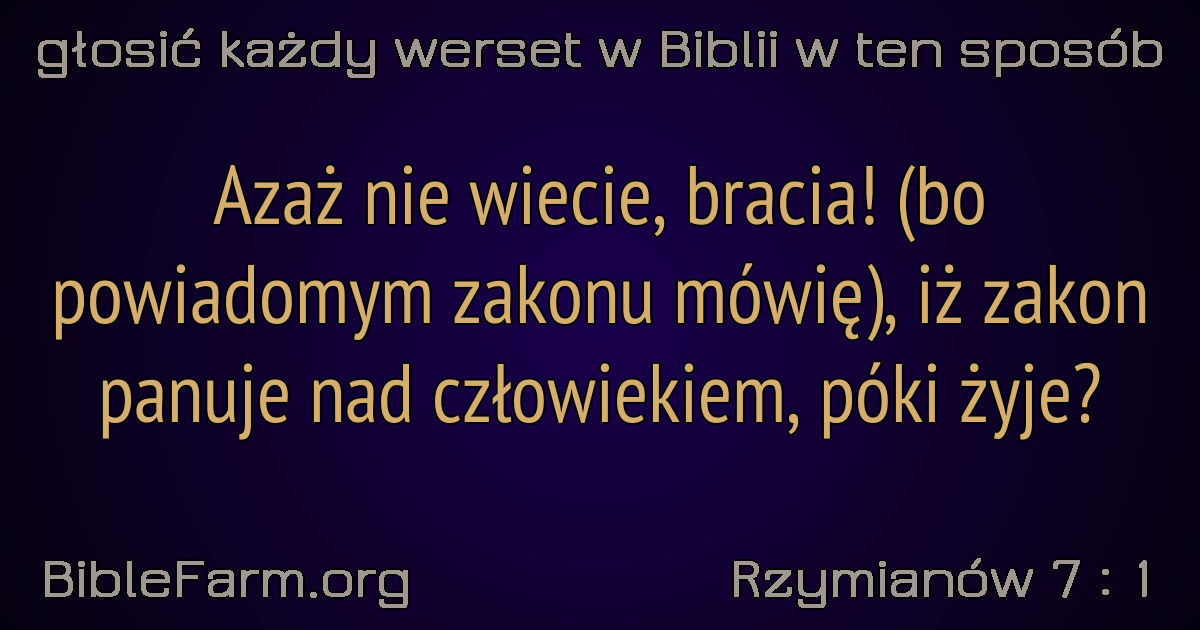 głosić każdy werset w Biblii w ten sposób
Azaż nie wiecie, bracia! (bo
powiadomym zakonu mówię), iż zakon
panuje nad człowiekiem, póki żyje?
BibleFarm.org
Rzymianów 7 : 1